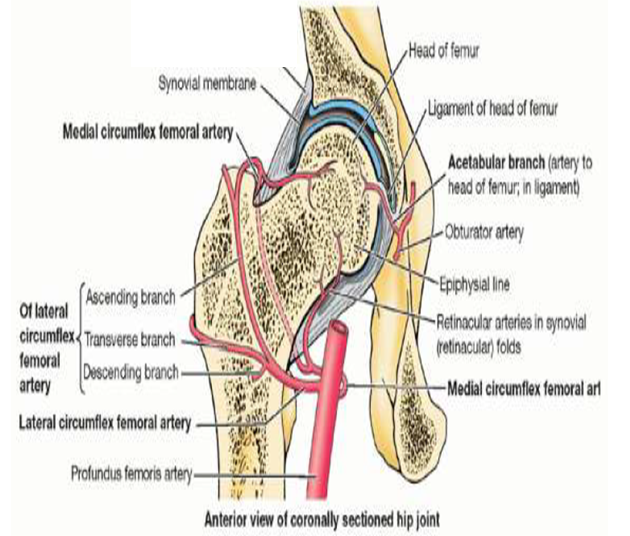 Head of femur
Synovial membrane
Ligament of head of femur
Medial circumflex femoral artery
Acetabular branch (artery to
head of femur; in ligament)
Obturator artery
Epiphysial line
Of lateral
circumflex
femoral
artery
Ascending branch
Transverse branch
Descending branch
Retinacular arteries in synovial
(retinacular) folds
Medial circumflex femoral art
Lateral circumflex femoral artery
Profundus femoris artery
Anterior view of coronally sectioned hip joint